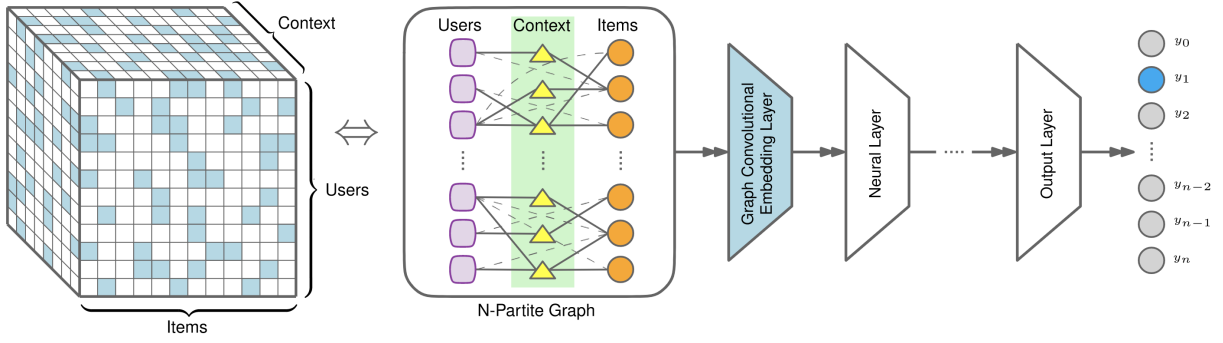 Context
Users
Items
Users
Context
Items
N-Partite Graph
Graph Convolutional
Embedding Layer
Neural Layer
Output Layer
y₀
y₁
y₂
yₙ₋₂
yₙ₋₁
yₙ